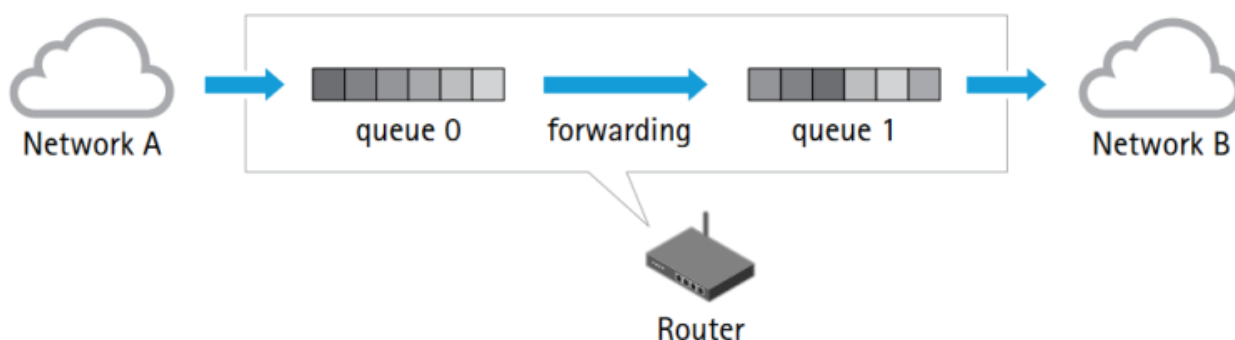 Network A
queue 0
forwarding
queue 1
Network B
Router